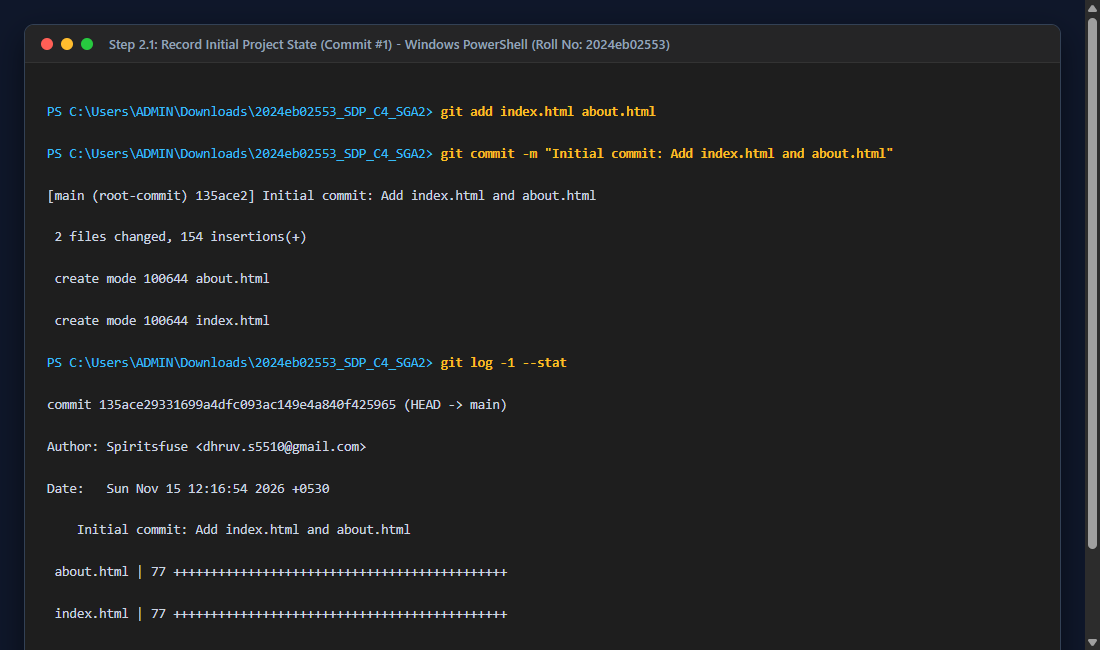 Step 2.1: Record Initial Project State (Commit #1) - Windows PowerShell (Roll No: 2024eb02553)
PS C:\Users\ADMIN\Downloads\2024eb02553_SDP_C4_SGA2> git add index.html about.html
PS C:\Users\ADMIN\Downloads\2024eb02553_SDP_C4_SGA2> git commit -m "Initial commit: Add index.html and about.html"
[main (root-commit) 135ace2] Initial commit: Add index.html and about.html
 2 files changed, 154 insertions(+)
 create mode 100644 about.html
 create mode 100644 index.html
PS C:\Users\ADMIN\Downloads\2024eb02553_SDP_C4_SGA2> git log -1 --stat
commit 135ace29331699a4dfc093ac149e4a840f425965 (HEAD -> main)
Author: Spiritsfuse <dhruv.s5510@gmail.com>
Date:   Sun Nov 15 12:16:54 2026 +0530
    Initial commit: Add index.html and about.html
 about.html | 77 +++++++++++++++++++++++++++++++++++++++++++++
 index.html | 77 +++++++++++++++++++++++++++++++++++++++++++++